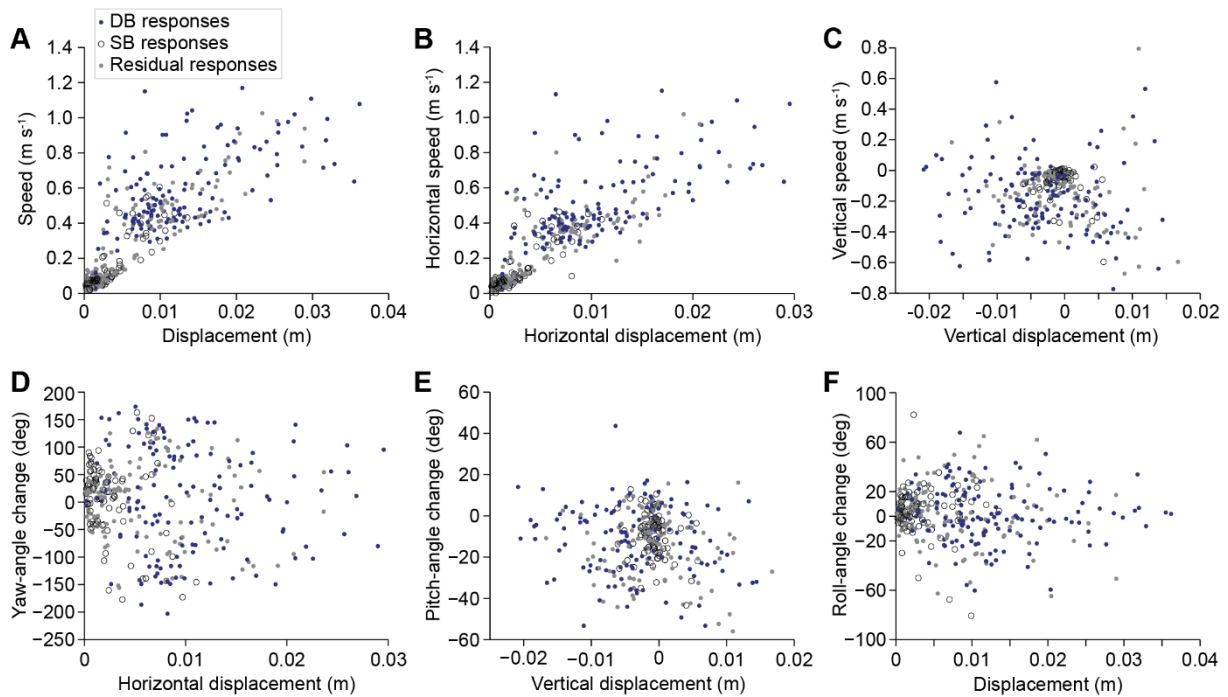 DB responses
SB responses
Residual responses
A
B
C
1.4
1.2
1.0
0.8
0.6
0.4
0.2
0
Speed (m s⁻¹)
0 0.01 0.02 0.03 0.04
Displacement (m)
1.4
1.2
1.0
0.8
0.6
0.4
0.2
0
Horizontal speed (m s⁻¹)
0 0.01 0.02 0.03
Horizontal displacement (m)
0.8
0.6
0.4
0.2
0
−0.2
−0.4
−0.6
−0.8
Vertical speed (m s⁻¹)
−0.02 −0.01 0 0.01 0.02
Vertical displacement (m)
D
E
F
200
150
100
50
0
−50
−100
−150
−200
−250
Yaw-angle change (deg)
0 0.01 0.02 0.03
Horizontal displacement (m)
60
40
20
0
−20
−40
−60
Pitch-angle change (deg)
−0.02 −0.01 0 0.01 0.02
Vertical displacement (m)
100
60
20
0
−20
−60
−100
Roll-angle change (deg)
0 0.01 0.02 0.03 0.04
Displacement (m)